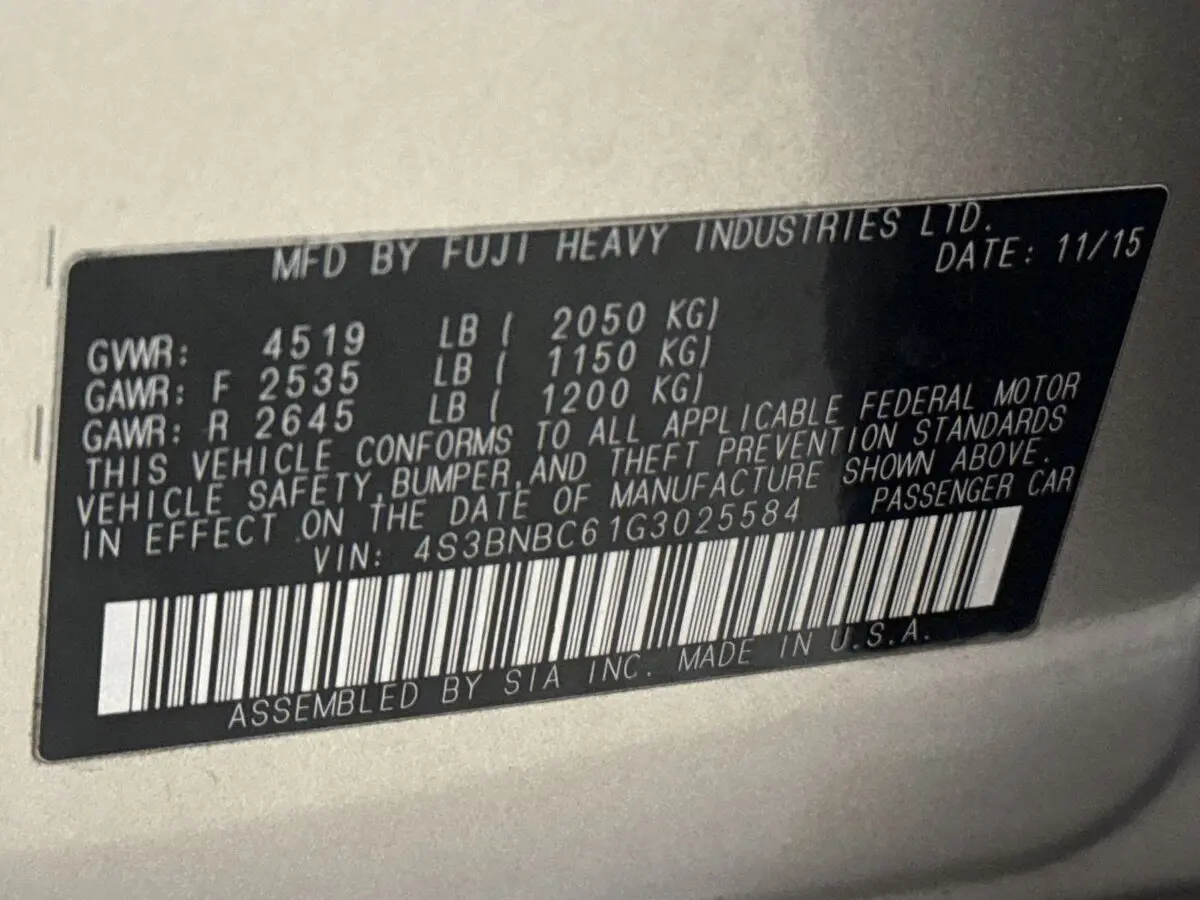 MFD BY FUJI HEAVY INDUSTRIES LTD.
DATE: 11/15
GVWR: 4519 LB ( 2050 KG)
GAWR: F 2535 LB ( 1150 KG)
GAWR: R 2645 LB ( 1200 KG)
THIS VEHICLE CONFORMS TO ALL APPLICABLE FEDERAL MOTOR
VEHICLE SAFETY,BUMPER,AND THEFT PREVENTION STANDARDS
IN EFFECT ON THE DATE OF MANUFACTURE SHOWN ABOVE.
VIN: 4S3BNBC61G3025584 PASSENGER CAR
ASSEMBLED BY SIA INC. MADE IN U.S.A.